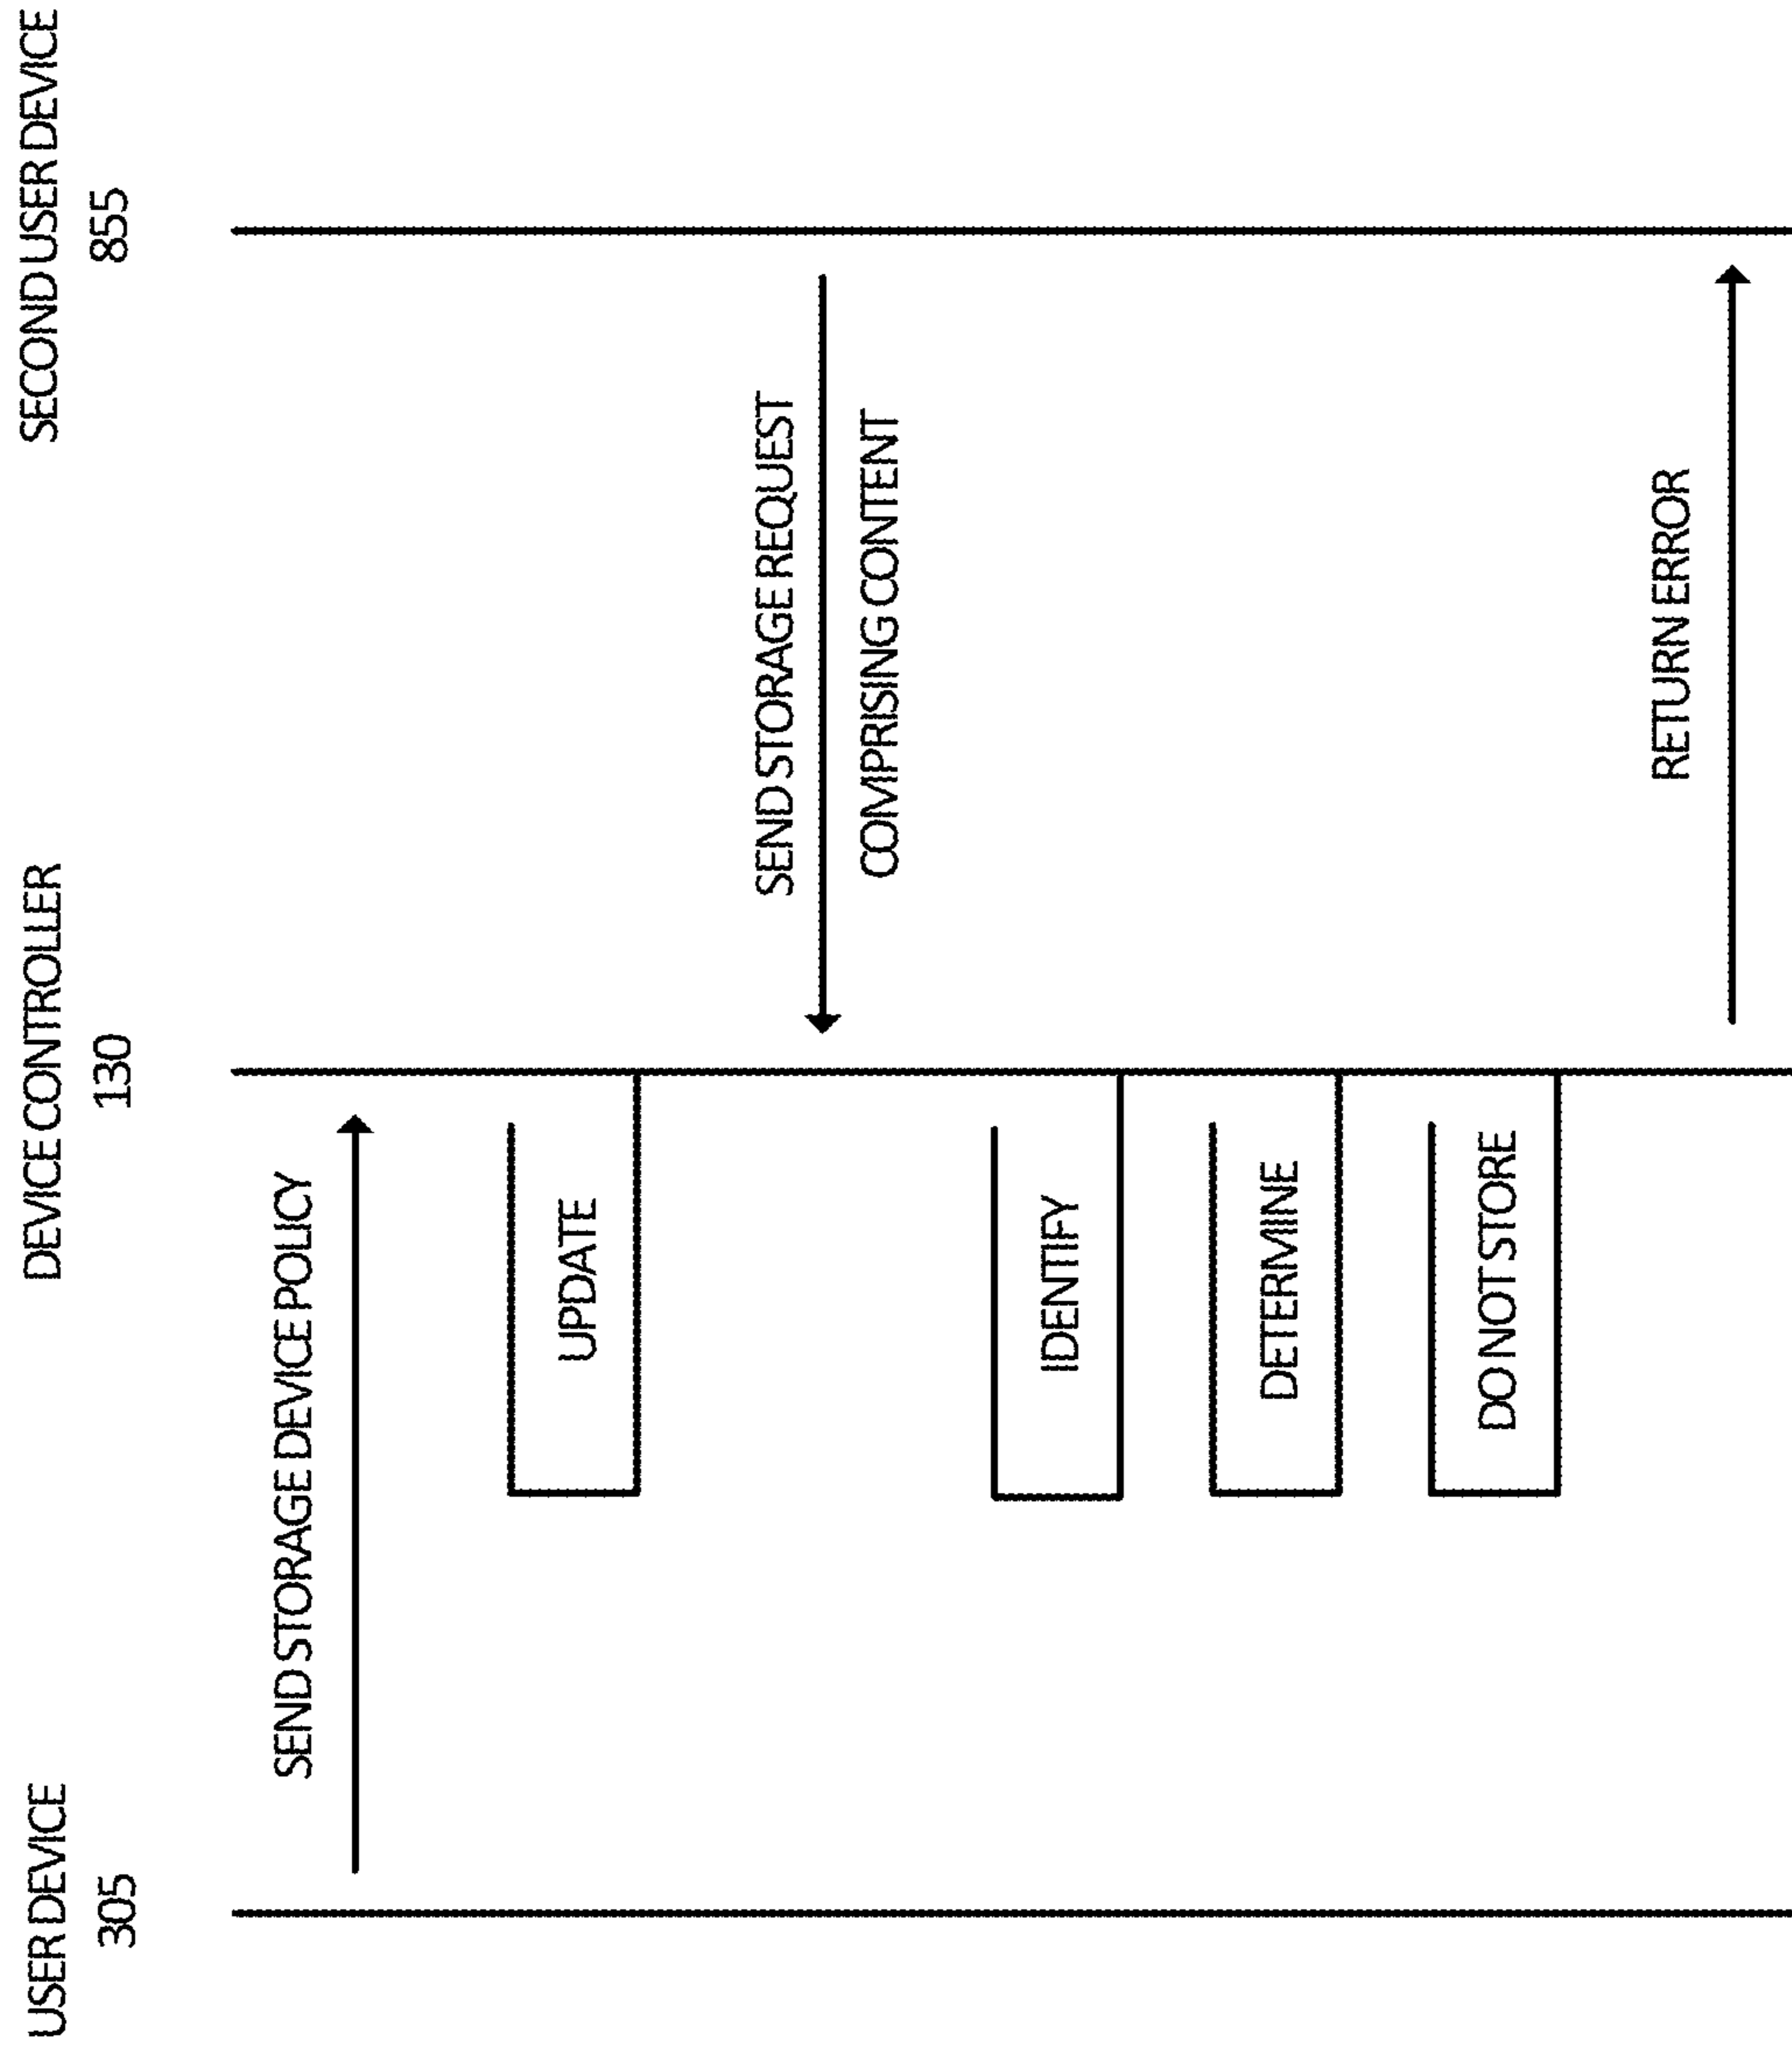 USER DEVICE
305
DEVICE CONTROLLER
130
SECOND USER DEVICE
855
SEND STORAGE DEVICE POLICY
UPDATE
SEND STORAGE REQUEST
COMPRISING CONTENT
IDENTIFY
DETERMINE
DO NOT STORE
RETURN ERROR